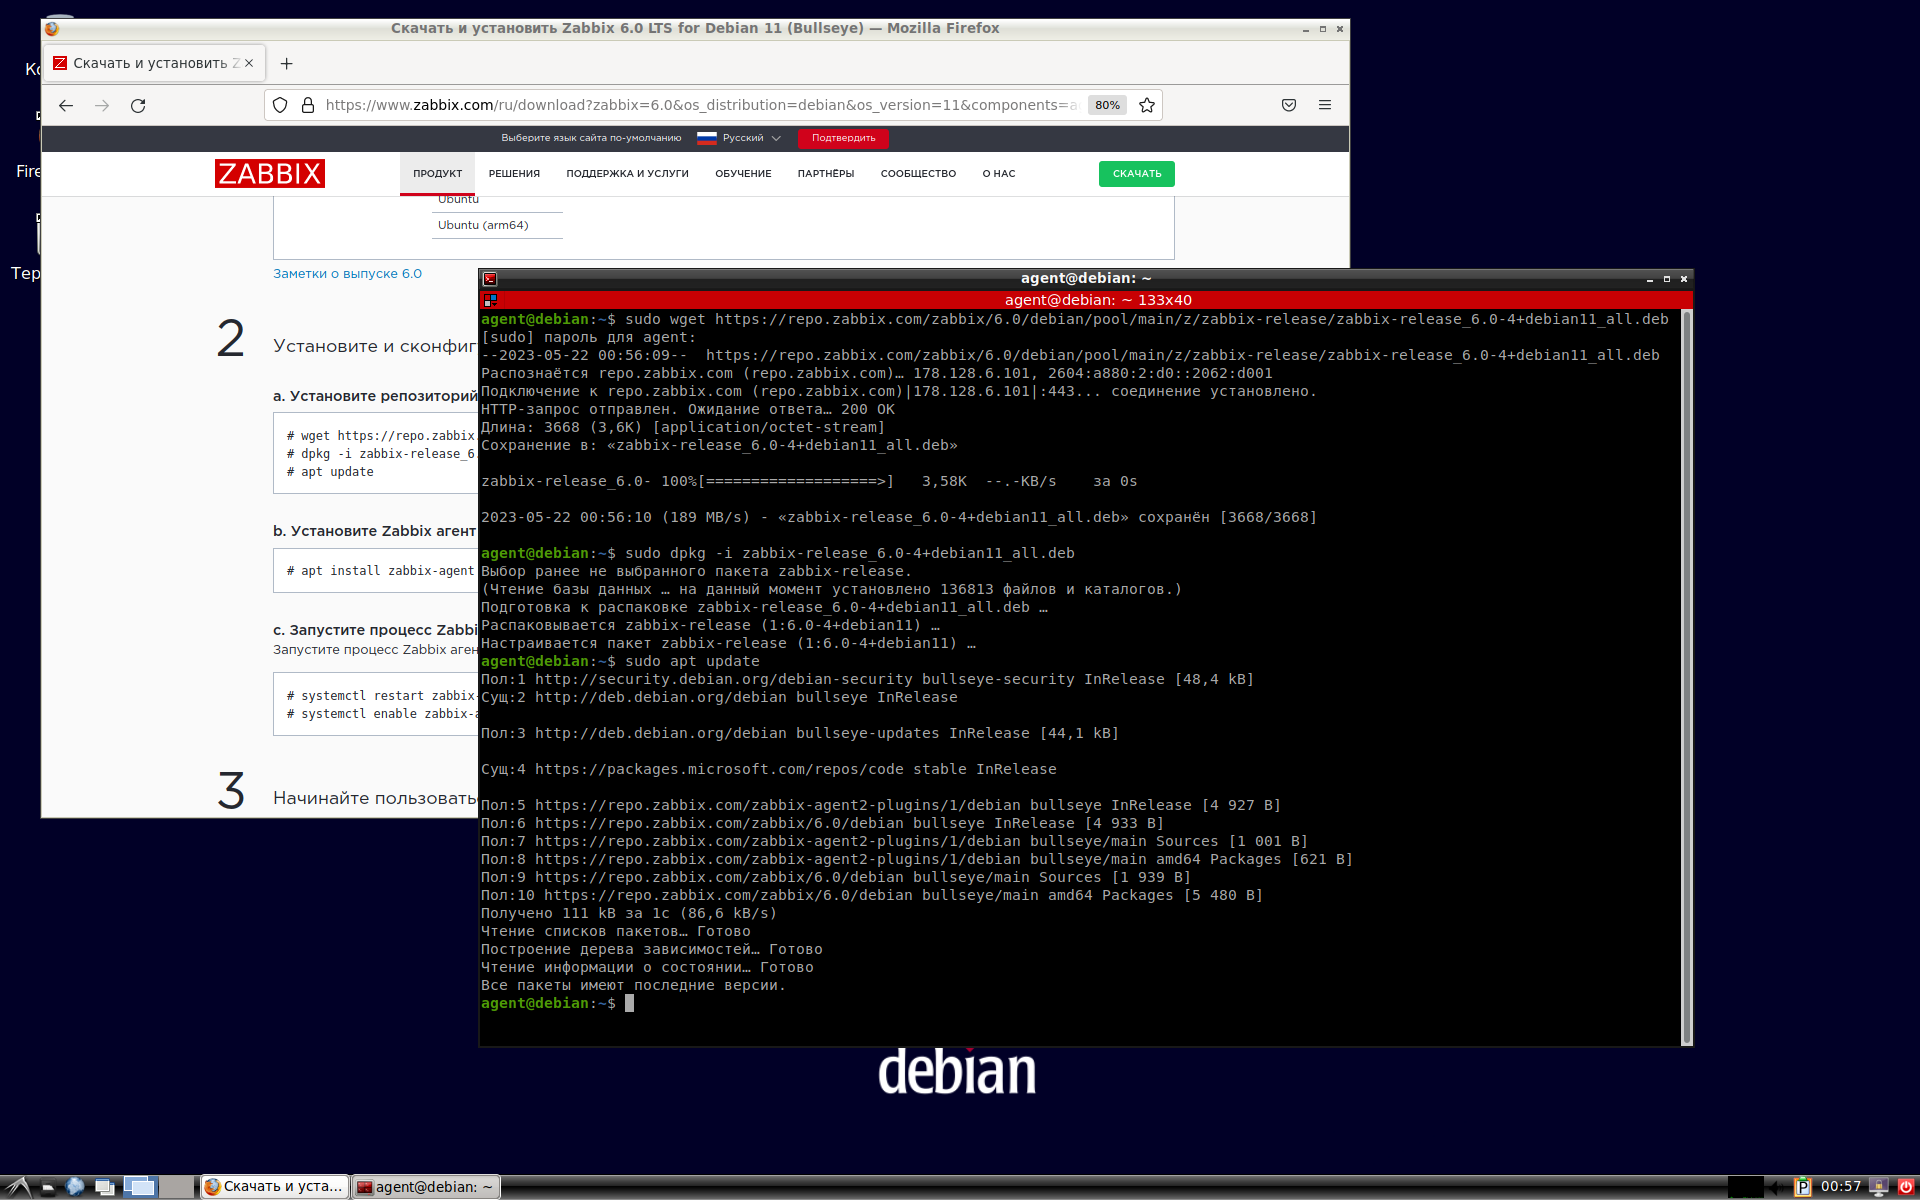 Скачать и установить Zabbix 6.0 LTS for Debian 11 (Bullseye) — Mozilla Firefox
Скачать и установить Z
https://www.zabbix.com/ru/download?zabbix=6.0&os_distribution=debian&os_version=11&components=a
80%
Выберите язык сайта по-умолчанию
Русский
Подтвердить
ZABBIX
ПРОДУКТ
РЕШЕНИЯ
ПОДДЕРЖКА И УСЛУГИ
ОБУЧЕНИЕ
ПАРТНЁРЫ
СООБЩЕСТВО
О НАС
СКАЧАТЬ
Ubuntu
Ubuntu (arm64)
Заметки о выпуске 6.0
2
Установите и сконфиг
a. Установите репозиторий
# wget https://repo.zabbix.
# dpkg -i zabbix-release_6.
# apt update
b. Установите Zabbix агент
# apt install zabbix-agent
c. Запустите процесс Zabbi
Запустите процесс Zabbix аген
# systemctl restart zabbix-
# systemctl enable zabbix-a
3
Начинайте пользовать
Ко
Fire
Тер
agent@debian: ~
agent@debian: ~ 133x40
agent@debian:~$ sudo wget https://repo.zabbix.com/zabbix/6.0/debian/pool/main/z/zabbix-release/zabbix-release_6.0-4+debian11_all.deb
[sudo] пароль для agent:
--2023-05-22 00:56:09--  https://repo.zabbix.com/zabbix/6.0/debian/pool/main/z/zabbix-release/zabbix-release_6.0-4+debian11_all.deb
Распознаётся repo.zabbix.com (repo.zabbix.com)… 178.128.6.101, 2604:a880:2:d0::2062:d001
Подключение к repo.zabbix.com (repo.zabbix.com)|178.128.6.101|:443... соединение установлено.
HTTP-запрос отправлен. Ожидание ответа… 200 OK
Длина: 3668 (3,6K) [application/octet-stream]
Сохранение в: «zabbix-release_6.0-4+debian11_all.deb»
zabbix-release_6.0- 100%[===================>]   3,58K  --.-KB/s    за 0s
2023-05-22 00:56:10 (189 MB/s) - «zabbix-release_6.0-4+debian11_all.deb» сохранён [3668/3668]
agent@debian:~$ sudo dpkg -i zabbix-release_6.0-4+debian11_all.deb
Выбор ранее не выбранного пакета zabbix-release.
(Чтение базы данных … на данный момент установлено 136813 файлов и каталогов.)
Подготовка к распаковке zabbix-release_6.0-4+debian11_all.deb …
Распаковывается zabbix-release (1:6.0-4+debian11) …
Настраивается пакет zabbix-release (1:6.0-4+debian11) …
agent@debian:~$ sudo apt update
Пол:1 http://security.debian.org/debian-security bullseye-security InRelease [48,4 kB]
Сущ:2 http://deb.debian.org/debian bullseye InRelease
Пол:3 http://deb.debian.org/debian bullseye-updates InRelease [44,1 kB]
Сущ:4 https://packages.microsoft.com/repos/code stable InRelease
Пол:5 https://repo.zabbix.com/zabbix-agent2-plugins/1/debian bullseye InRelease [4 927 B]
Пол:6 https://repo.zabbix.com/zabbix/6.0/debian bullseye InRelease [4 933 B]
Пол:7 https://repo.zabbix.com/zabbix-agent2-plugins/1/debian bullseye/main Sources [1 001 B]
Пол:8 https://repo.zabbix.com/zabbix-agent2-plugins/1/debian bullseye/main amd64 Packages [621 B]
Пол:9 https://repo.zabbix.com/zabbix/6.0/debian bullseye/main Sources [1 939 B]
Пол:10 https://repo.zabbix.com/zabbix/6.0/debian bullseye/main amd64 Packages [5 480 B]
Получено 111 kB за 1с (86,6 kB/s)
Чтение списков пакетов… Готово
Построение дерева зависимостей… Готово
Чтение информации о состоянии… Готово
Все пакеты имеют последние версии.
agent@debian:~$
debian
Скачать и уста...
agent@debian: ~
00:57